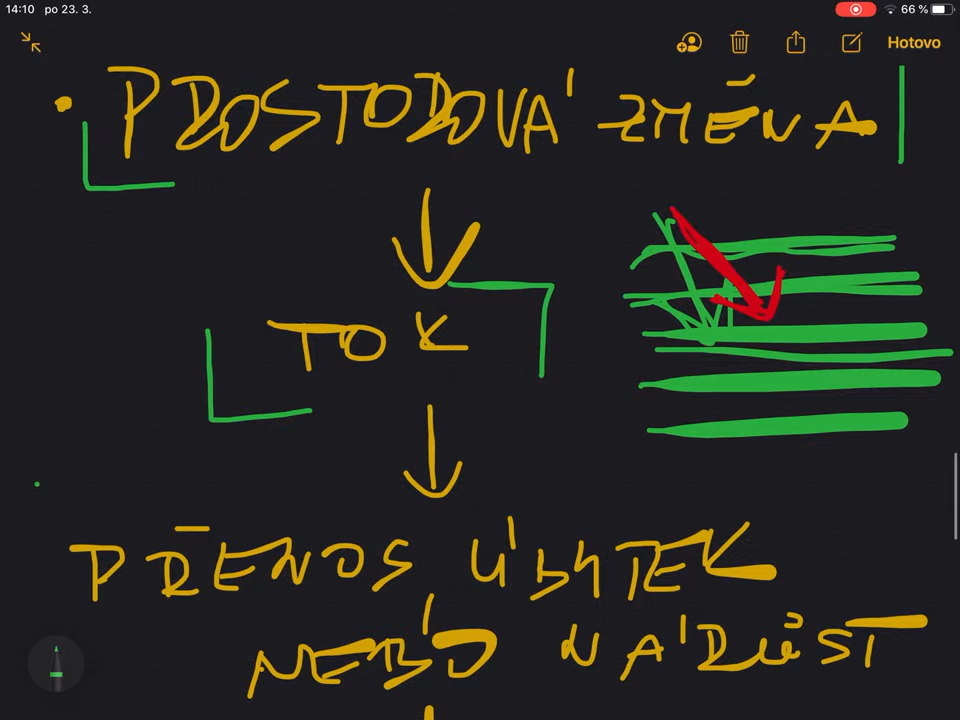 14:10 po 23. 3. 66 %
Hotovo
• PROSTOROVÁ ZMĚNA
TOK
PŘENOS ÚBYTEK
NEBO NÁRŮST